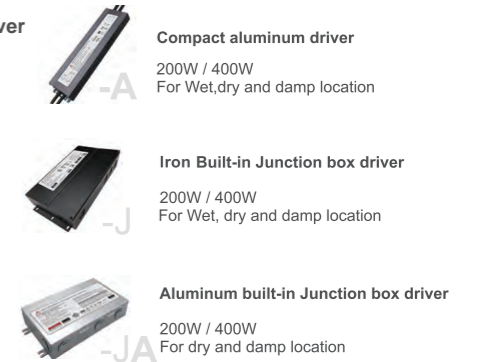 ver
Compact aluminum driver
200W / 400W
For Wet,dry and damp location
-A
Iron Built-in Junction box driver
200W / 400W
For Wet, dry and damp location
-J
Aluminum built-in Junction box driver
200W / 400W
For dry and damp location
-JA